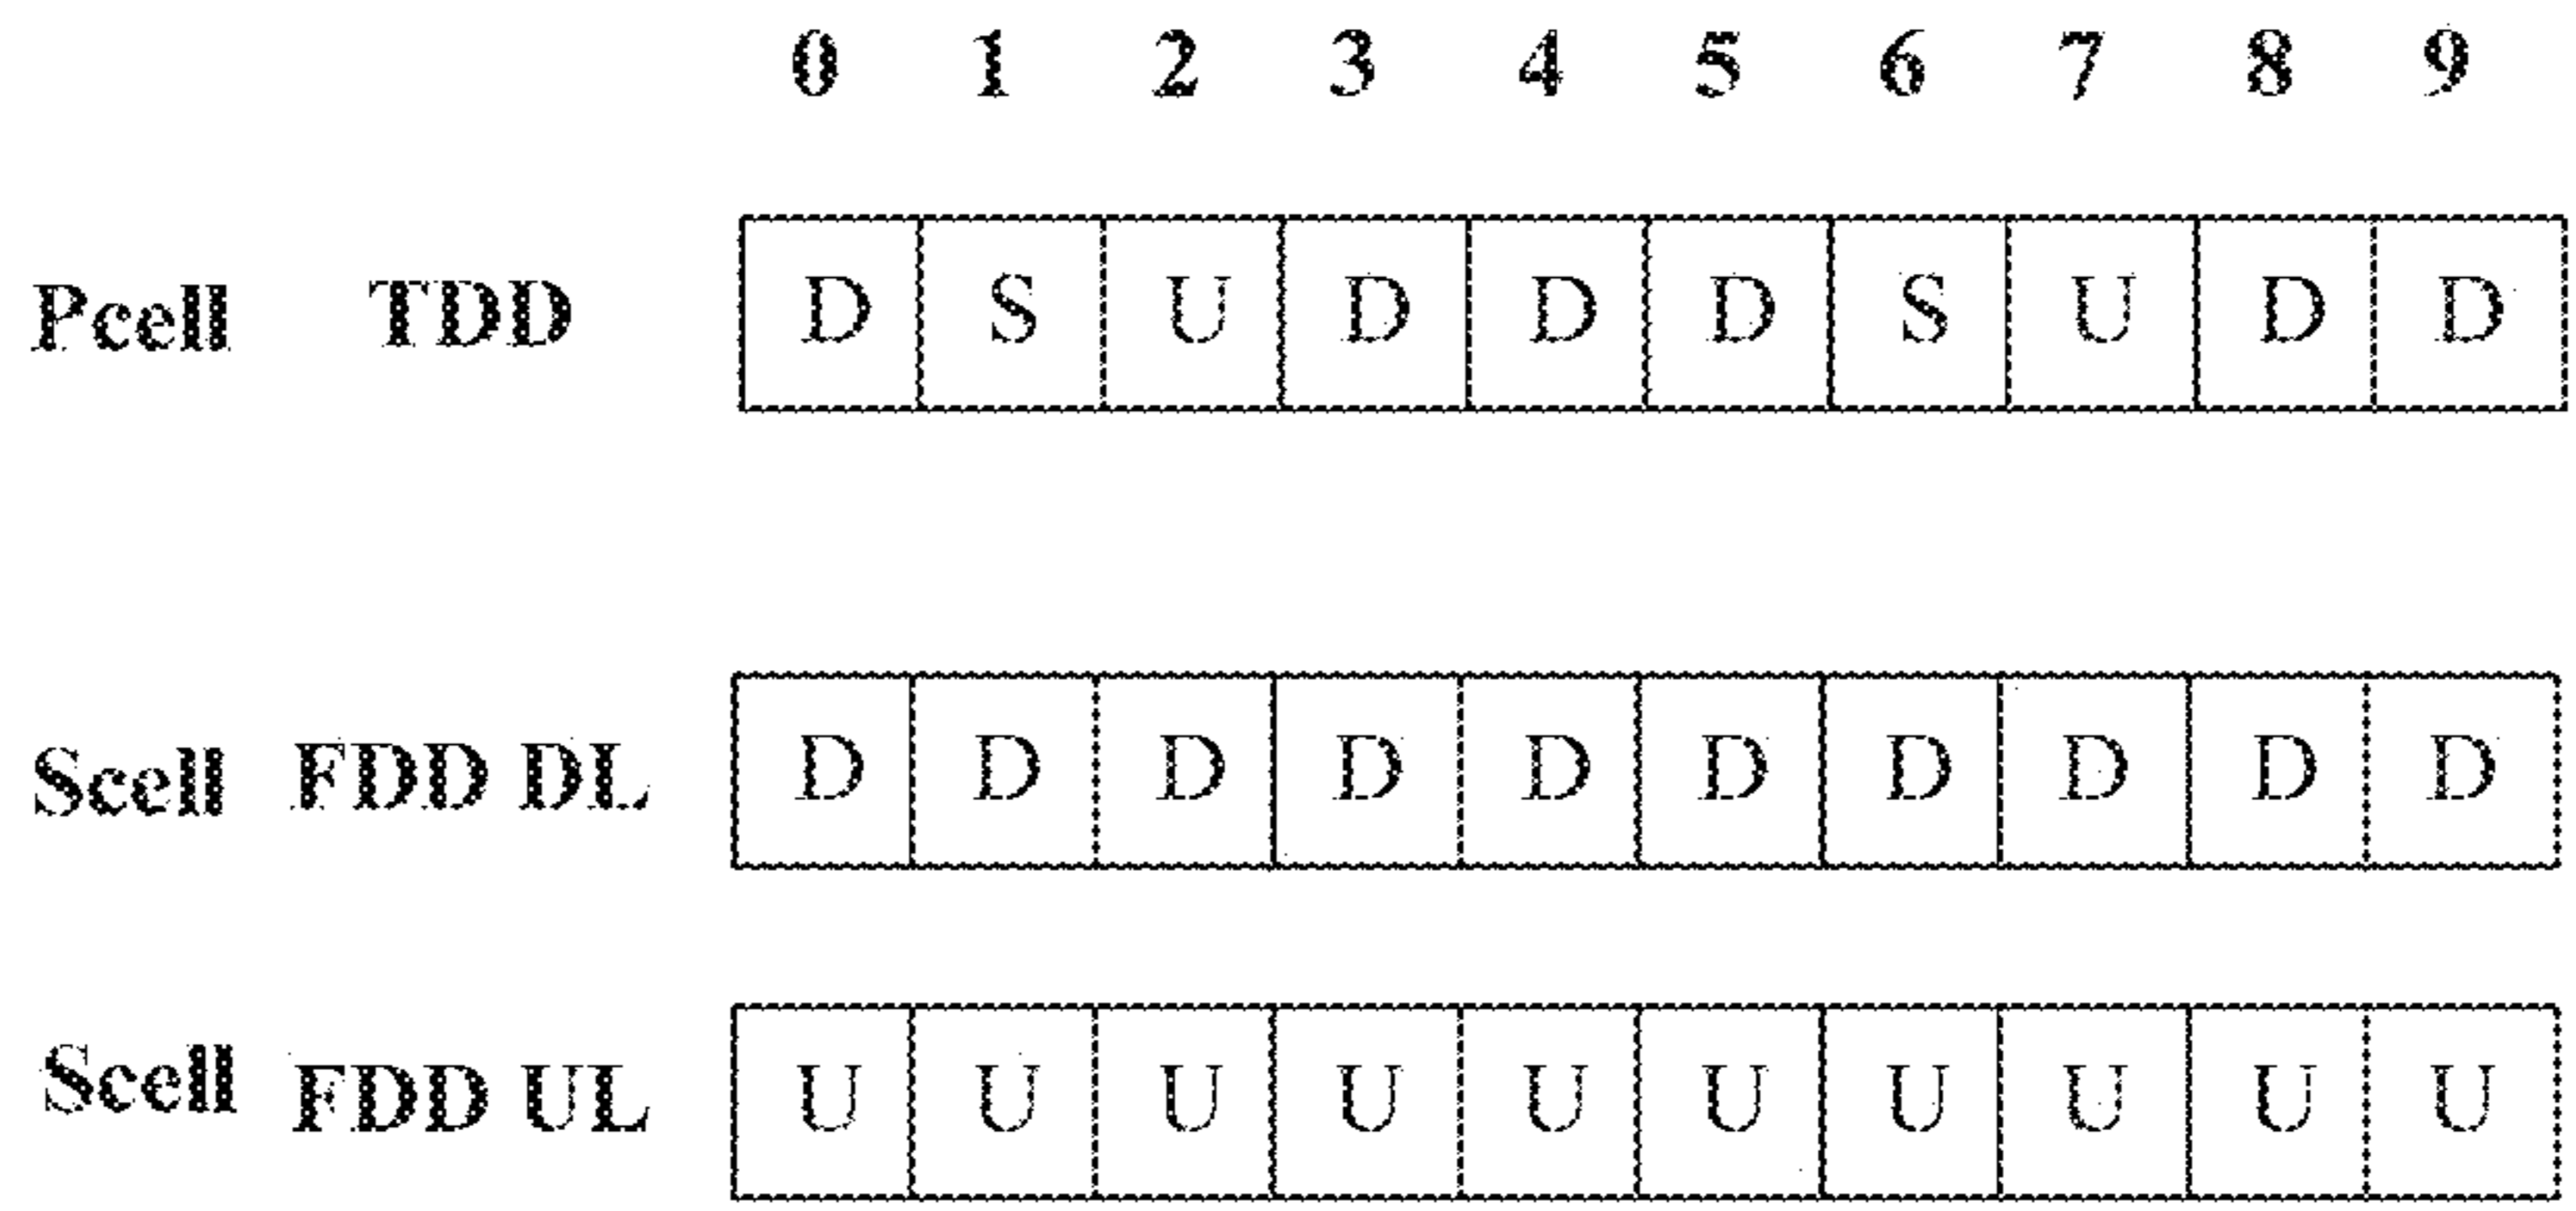 0 1 2 3 4 5 6 7 8 9
Pcell TDD D S U D D D S U D D
Scell FDD DL D D D D D D D D D D
Scell FDD UL U U U U U U U U U U